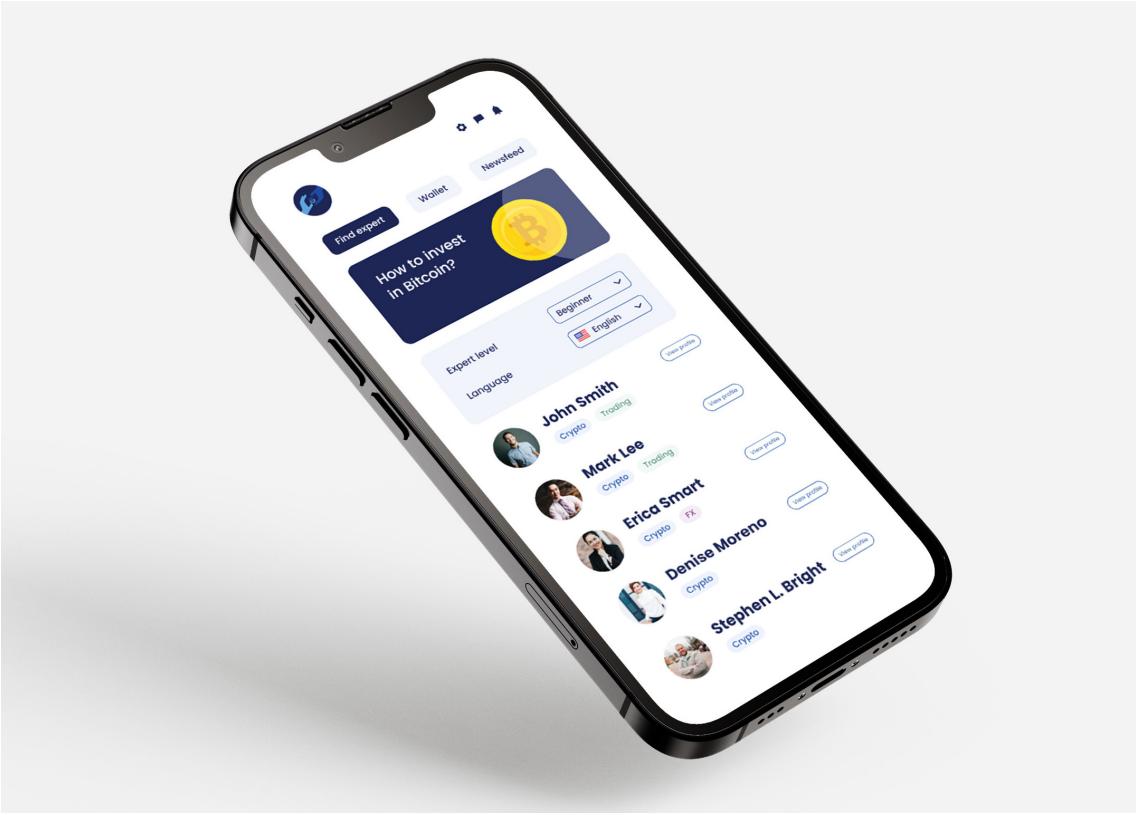 Find expert
Wallet
Newsfeed
How to invest
in Bitcoin?
Expert level
Beginner
Language
English
John Smith
Crypto
Trading
View profile
Mark Lee
Crypto
Trading
View profile
Erica Smart
Crypto
FX
View profile
Denise Moreno
Crypto
View profile
Stephen L. Bright
Crypto
View profile